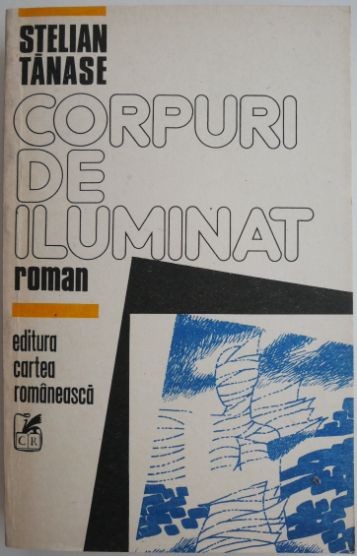 STELIAN
TĂNASE
CORPURI
DE
ILUMINAT
roman
editura
cartea
românească
CR